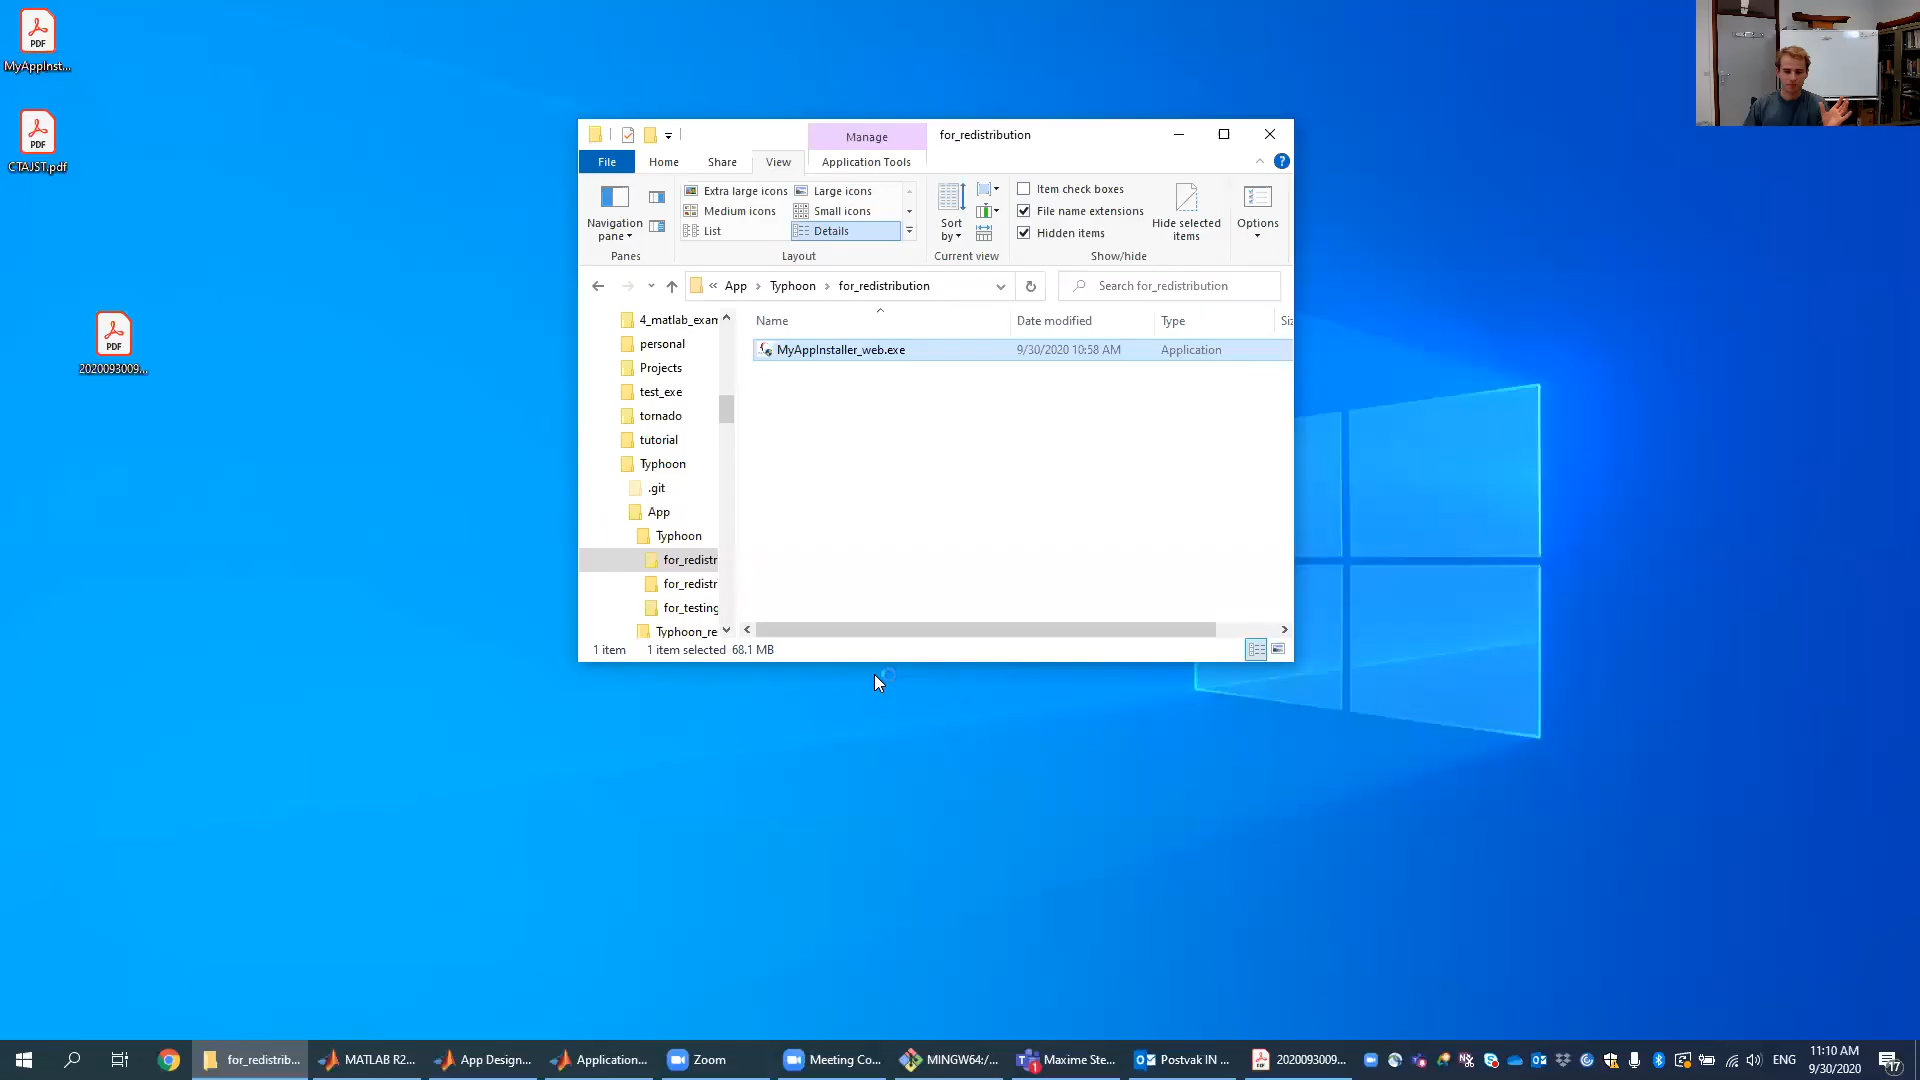 PDF
MyAppInst...
PDF
CTAJST.pdf
PDF
2020093009...
Manage
for_redistribution
File
Home
Share
View
Application Tools
?
Navigation
pane
Extra large icons
Large icons
Medium icons
Small icons
List
Details
Sort
by
Item check boxes
File name extensions
Hidden items
Hide selected
items
Options
Panes
Layout
Current view
Show/hide
« App > Typhoon > for_redistribution
Search for_redistribution
4_matlab_exam
personal
Projects
test_exe
tornado
tutorial
Typhoon
.git
App
Typhoon
for_redistr
for_redistr
for_testing
Typhoon_re
Name
Date modified
Type
Siz
MyAppInstaller_web.exe
9/30/2020 10:58 AM
Application
1 item
1 item selected 68.1 MB
for_redistrib...
MATLAB R2...
App Design...
Application...
Zoom
Meeting Co...
MINGW64:/...
Maxime Ste...
Postvak IN ...
2020093009...
ENG
11:10 AM
9/30/2020
17